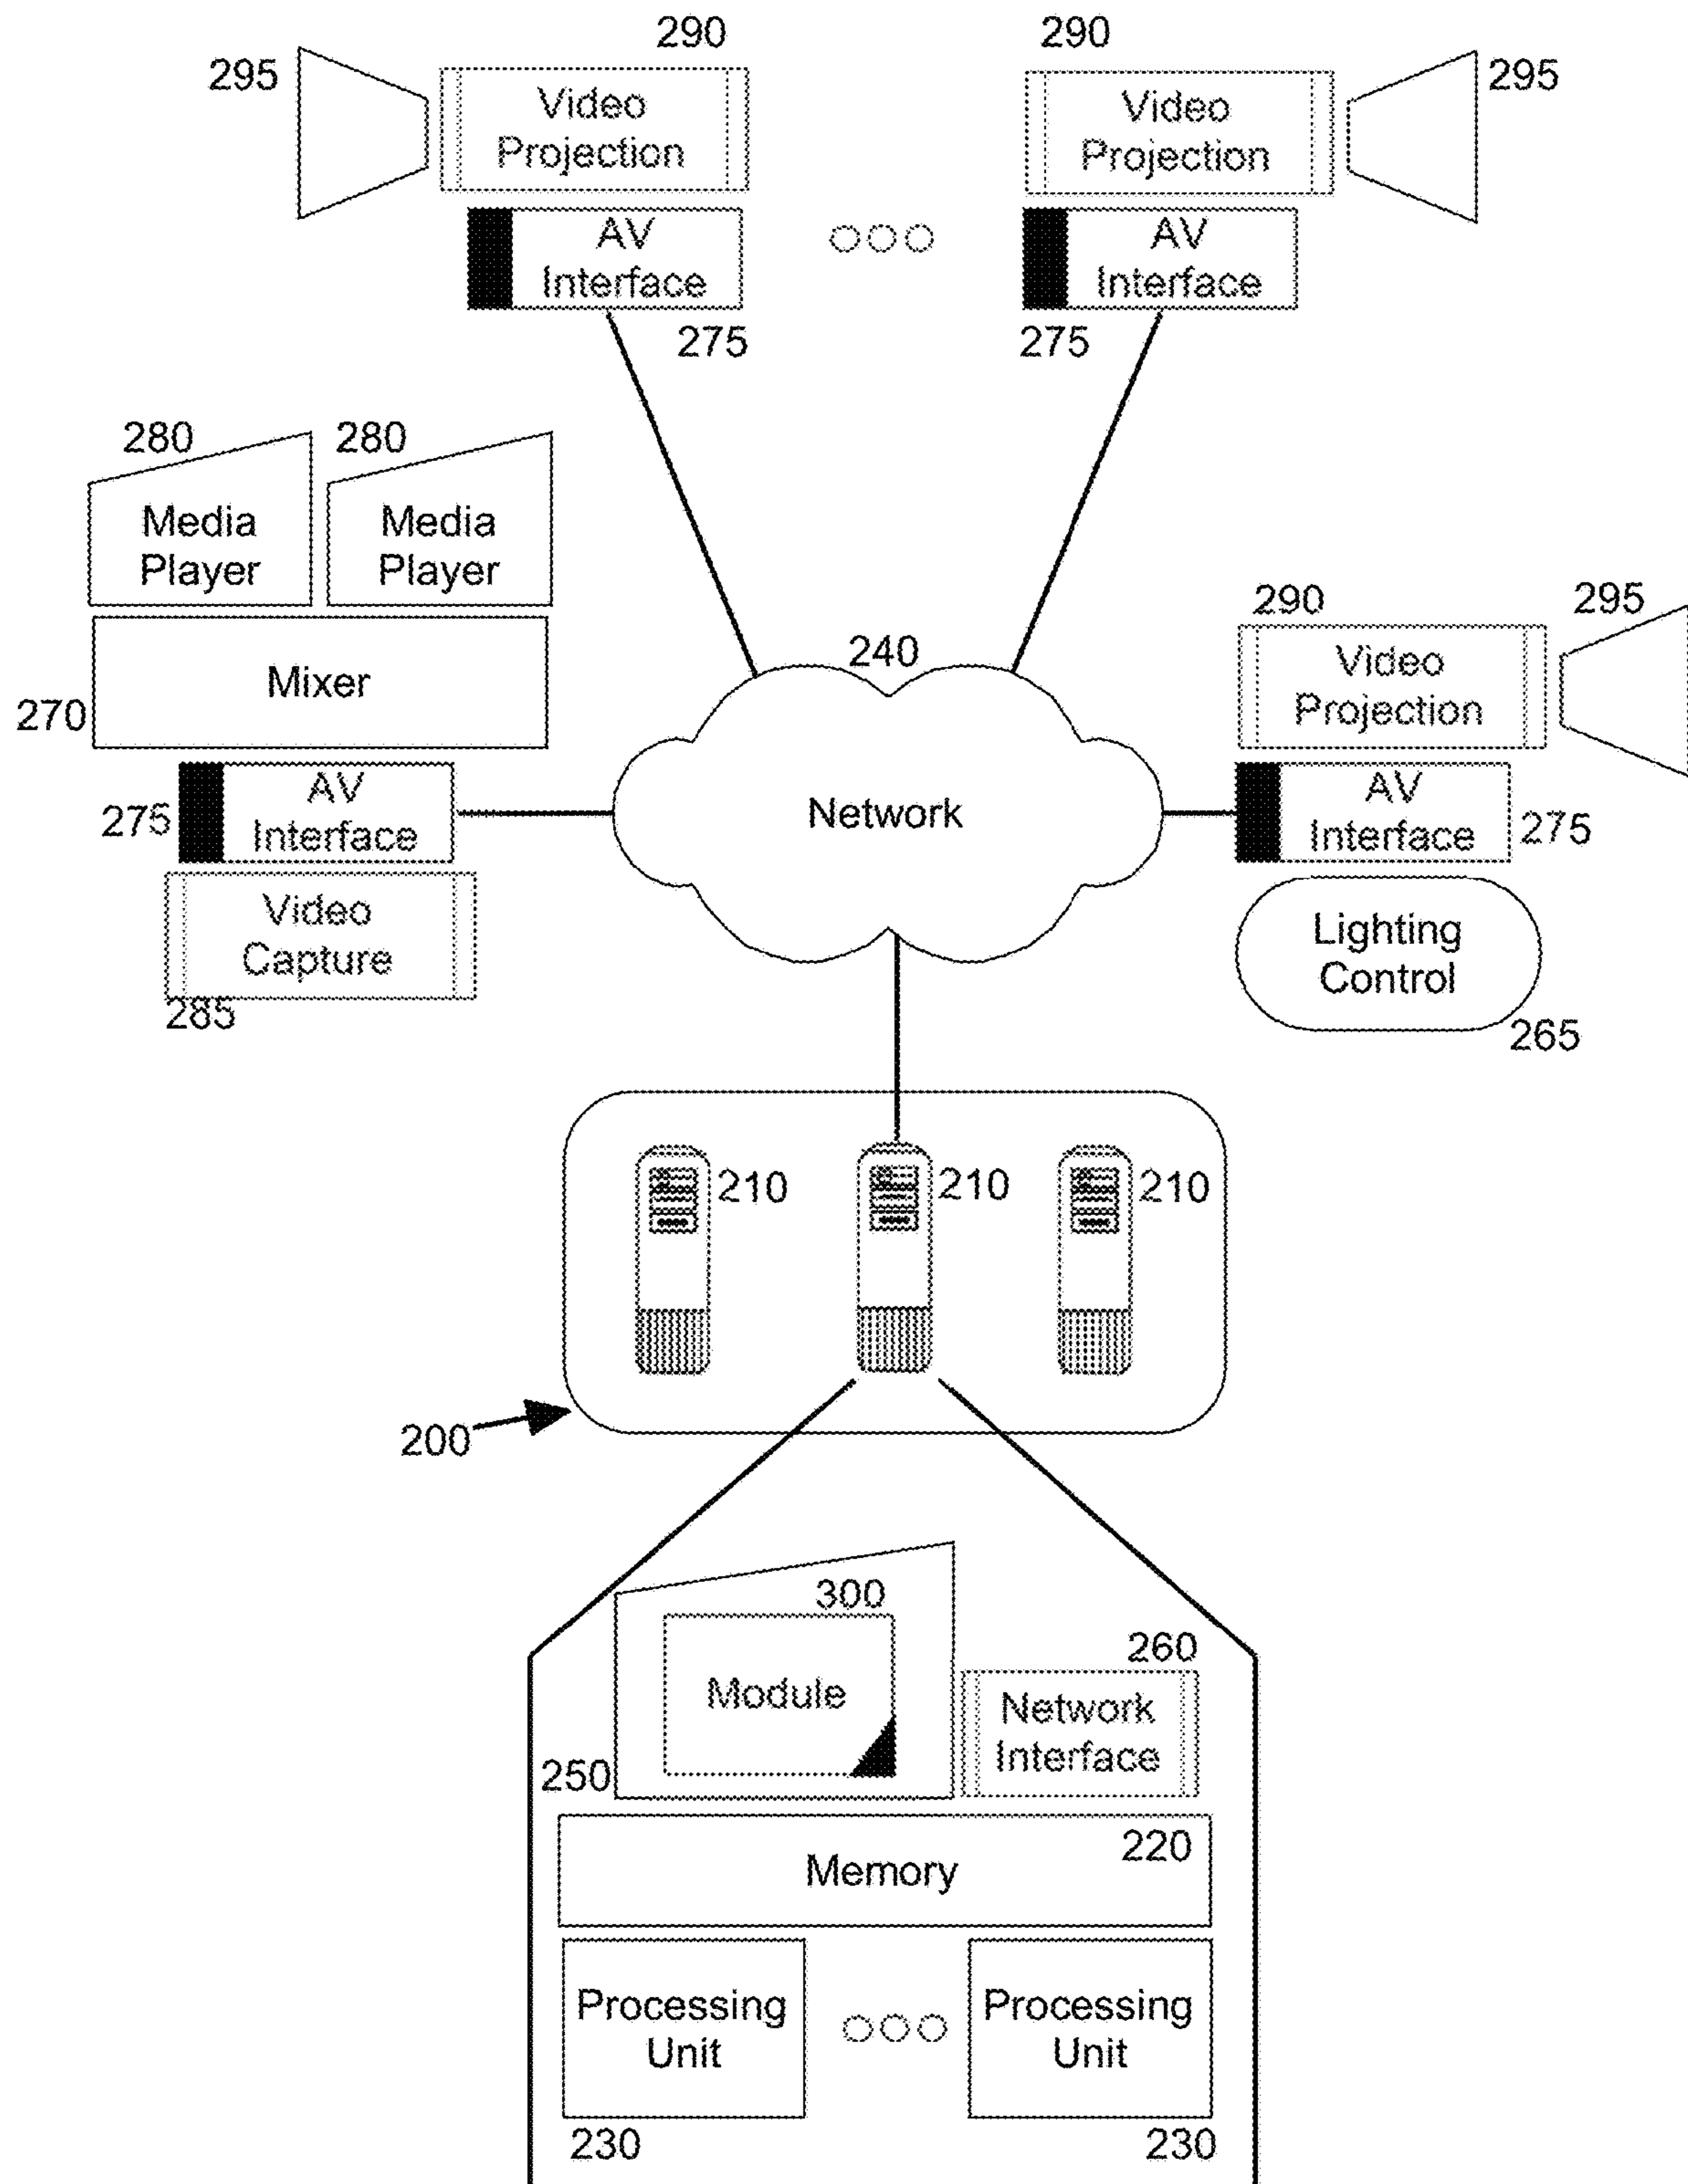 290
290
295
295
Video
Projection
Video
Projection
AV
Interface
AV
Interface
275
275
280
280
Media
Player
Media
Player
290
295
240
Mixer
Video
Projection
270
Network
AV
Interface
275
AV
Interface
275
Video
Capture
285
Lighting
Control
265
210
210
210
200
300
260
Module
Network
Interface
250
220
Memory
Processing
Unit
Processing
Unit
230
230